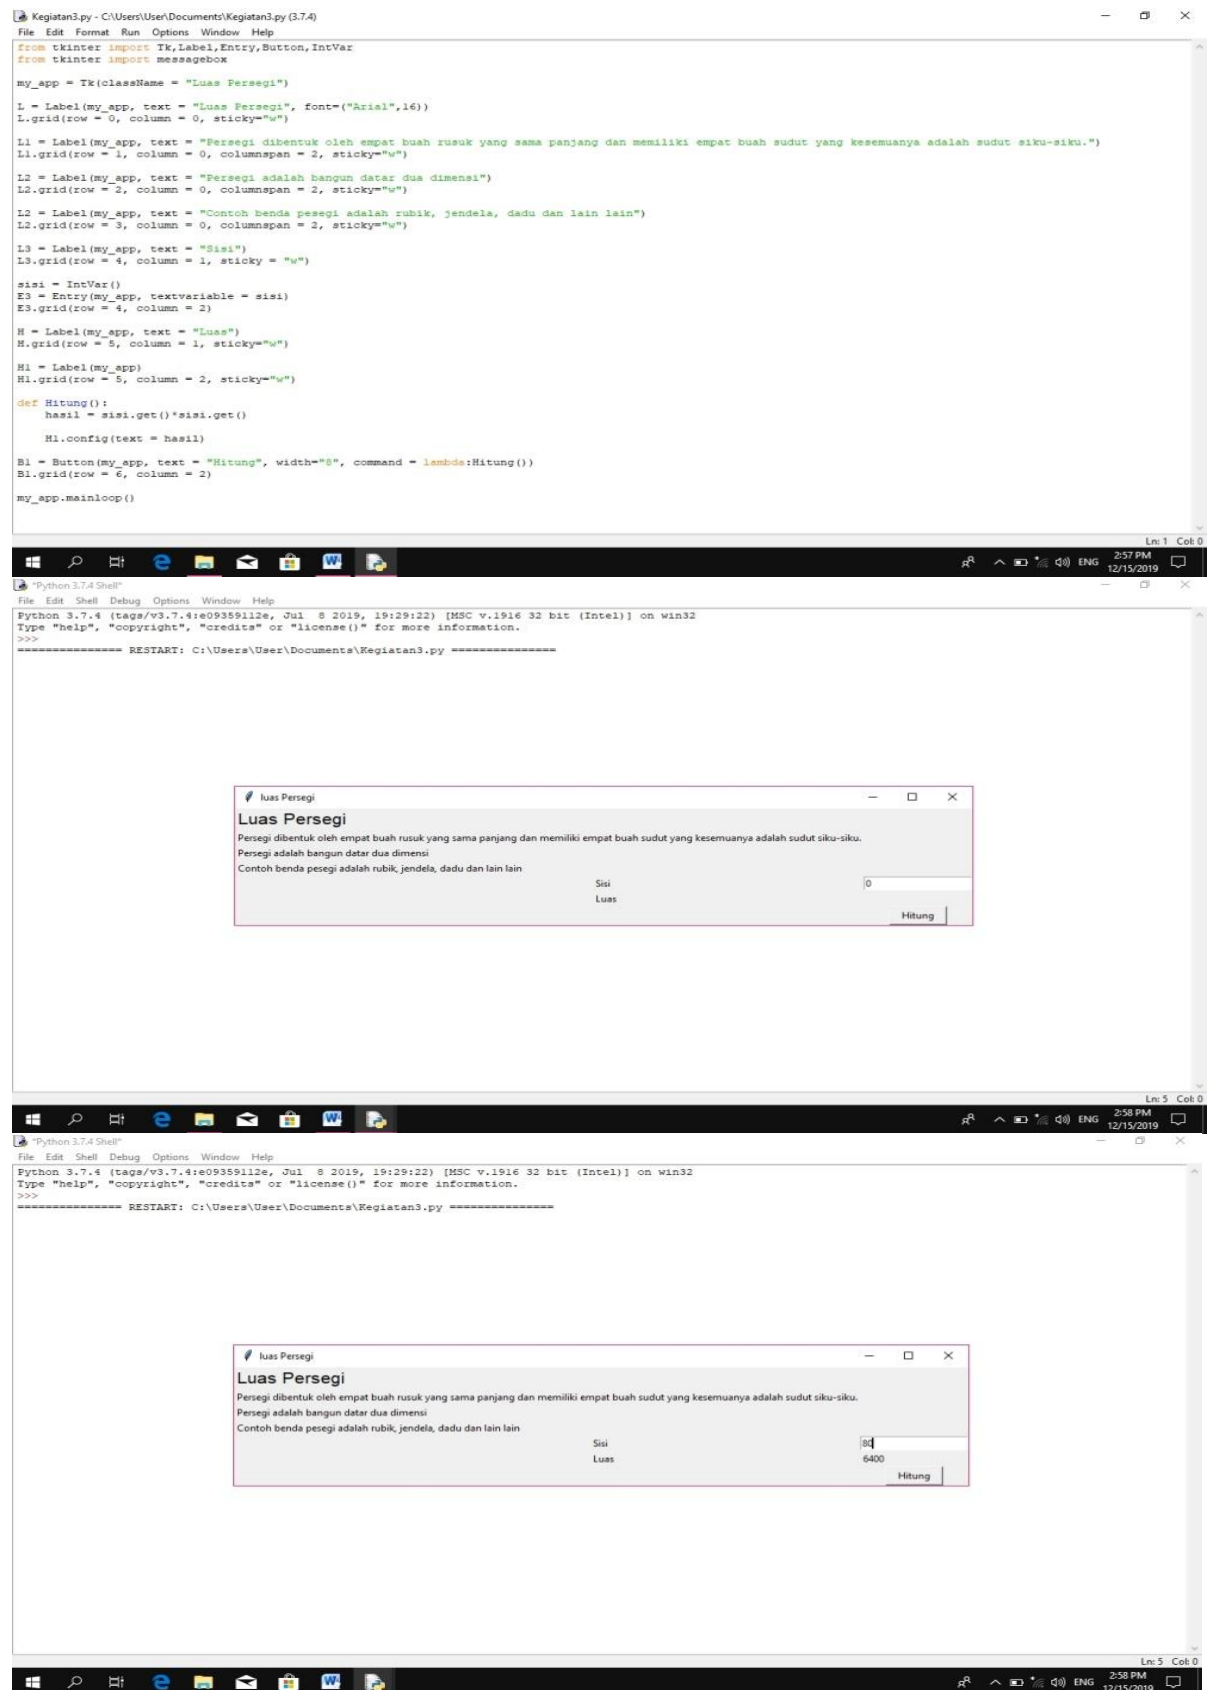 Kegiatan3.py - C:\Users\User\Documents\Kegiatan3.py (3.7.4)
File Edit Format Run Options Window Help
from tkinter import Tk,Label,Entry,Button,IntVar
from tkinter import messagebox
my_app = Tk(className = "Luas Persegi")
L = Label(my_app, text = "Luas Persegi", font=("Arial",16))
L.grid(row = 0, column = 0, sticky="w")
L1 = Label(my_app, text = "Persegi dibentuk oleh empat buah rusuk yang sama panjang dan memiliki empat buah sudut yang kesemuanya adalah sudut siku-siku.")
L1.grid(row = 1, column = 0, columnspan = 2, sticky="w")
L2 = Label(my_app, text = "Persegi adalah bangun datar dua dimensi")
L2.grid(row = 2, column = 0, columnspan = 2, sticky="w")
L2 = Label(my_app, text = "Contoh benda pesegi adalah rubik, jendela, dadu dan lain lain")
L2.grid(row = 3, column = 0, columnspan = 2, sticky="w")
L3 = Label(my_app, text = "Sisi")
L3.grid(row = 4, column = 1, sticky = "w")
sisi = IntVar()
E3 = Entry(my_app, textvariable = sisi)
E3.grid(row = 4, column = 2)
H = Label(my_app, text = "Luas")
H.grid(row = 5, column = 1, sticky="w")
H1 = Label(my_app)
H1.grid(row = 5, column = 2, sticky="w")
def Hitung():
    hasil = sisi.get()*sisi.get()
    H1.config(text = hasil)
B1 = Button(my_app, text = "Hitung", width="8", command = lambda:Hitung())
B1.grid(row = 6, column = 2)
my_app.mainloop()
Ln: 1 Col: 0
ENG 2:57 PM
12/15/2019
*Python 3.7.4 Shell*
File Edit Shell Debug Options Window Help
Python 3.7.4 (tags/v3.7.4:e09359112e, Jul 8 2019, 19:29:22) [MSC v.1916 32 bit (Intel)] on win32
Type "help", "copyright", "credits" or "license()" for more information.
>>>
=============== RESTART: C:\Users\User\Documents\Kegiatan3.py ===============
luas Persegi
Luas Persegi
Persegi dibentuk oleh empat buah rusuk yang sama panjang dan memiliki empat buah sudut yang kesemuanya adalah sudut siku-siku.
Persegi adalah bangun datar dua dimensi
Contoh benda pesegi adalah rubik, jendela, dadu dan lain lain
Sisi 0
Luas
Hitung
Ln: 5 Col: 0
ENG 2:58 PM
12/15/2019
*Python 3.7.4 Shell*
File Edit Shell Debug Options Window Help
Python 3.7.4 (tags/v3.7.4:e09359112e, Jul 8 2019, 19:29:22) [MSC v.1916 32 bit (Intel)] on win32
Type "help", "copyright", "credits" or "license()" for more information.
>>>
=============== RESTART: C:\Users\User\Documents\Kegiatan3.py ===============
luas Persegi
Luas Persegi
Persegi dibentuk oleh empat buah rusuk yang sama panjang dan memiliki empat buah sudut yang kesemuanya adalah sudut siku-siku.
Persegi adalah bangun datar dua dimensi
Contoh benda pesegi adalah rubik, jendela, dadu dan lain lain
Sisi 80
Luas 6400
Hitung
Ln: 5 Col: 0
ENG 2:58 PM
12/15/2019